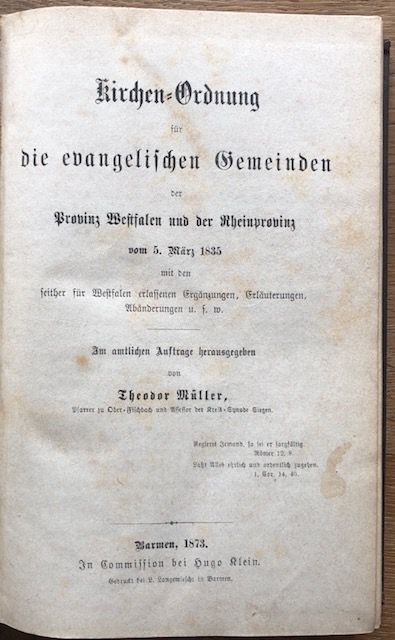 Kirchen-Ordnung
für
die evangelischen Gemeinden
der
Provinz Westfalen und der Rheinprovinz
vom 5. März 1835
mit den
seither für Westfalen erlassenen Ergänzungen, Erläuterungen,
Abänderungen u. s. w.
Im amtlichen Auftrage herausgegeben
von
Theodor Müller,
Pfarrer zu Ober-Fischbach und Assessor der Kreis-Synode Siegen.
Regieret Jemand, so sei er sorgfältig.
Römer 12, 8.
Laßt Alles ehrlich und ordentlich zugehen.
1. Cor. 14, 40.
Barmen, 1873.
In Commission bei Hugo Klein.
Gedruckt bei L. Langewiesche in Barmen.